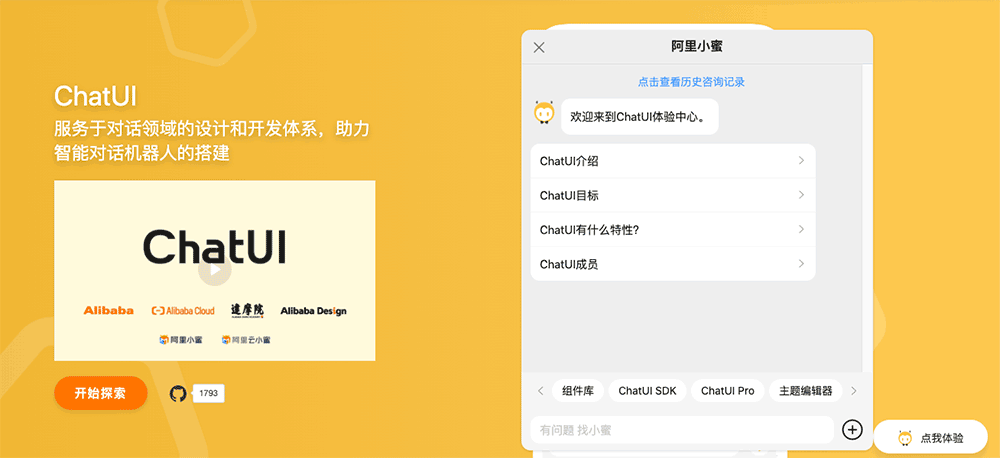 ChatUI
服务于对话领域的设计和开发体系，助力
智能对话机器人的搭建
ChatUI
Alibaba
Alibaba Cloud
達摩院
Alibaba Design
阿里小蜜
阿里云小蜜
开始探索
1793
阿里小蜜
点击查看历史咨询记录
欢迎来到ChatUI体验中心。
ChatUI介绍
ChatUI目标
ChatUI有什么特性?
ChatUI成员
组件库
ChatUI SDK
ChatUI Pro
主题编辑器
有问题 找小蜜
点我体验